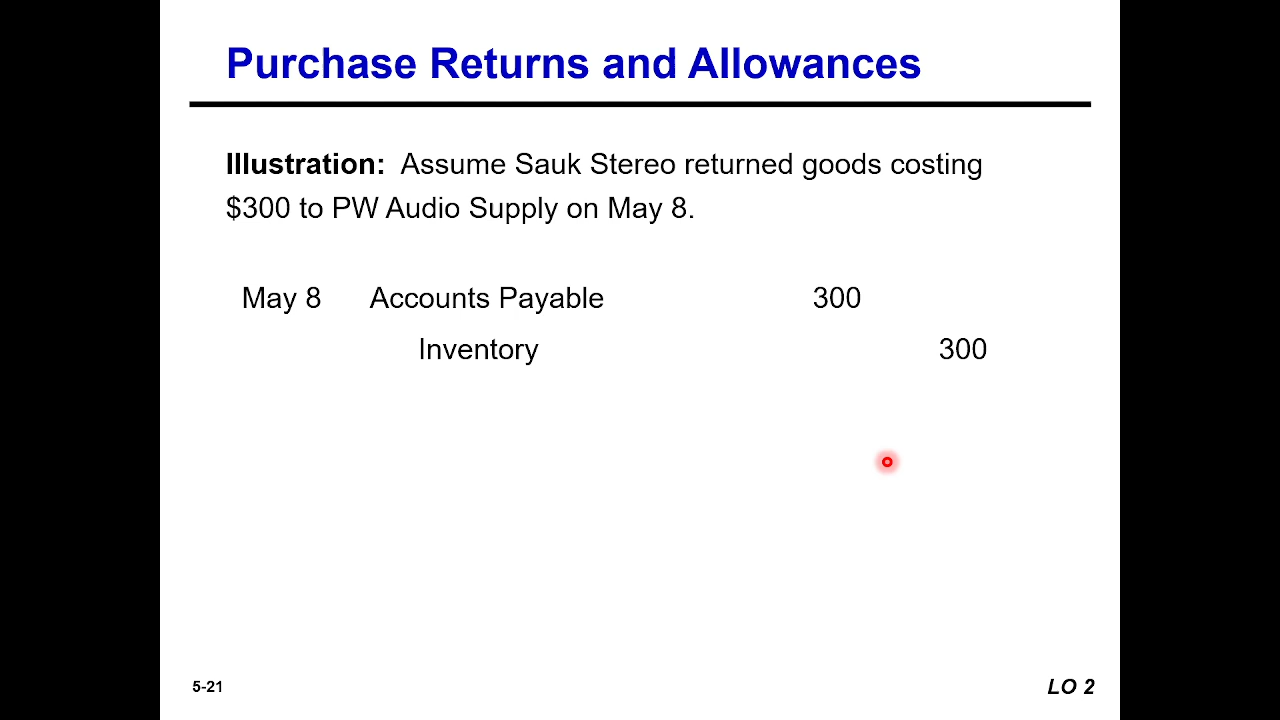 Purchase Returns and Allowances
Illustration: Assume Sauk Stereo returned goods costing
$300 to PW Audio Supply on May 8.
May 8 Accounts Payable 300
Inventory 300
5-21 LO 2